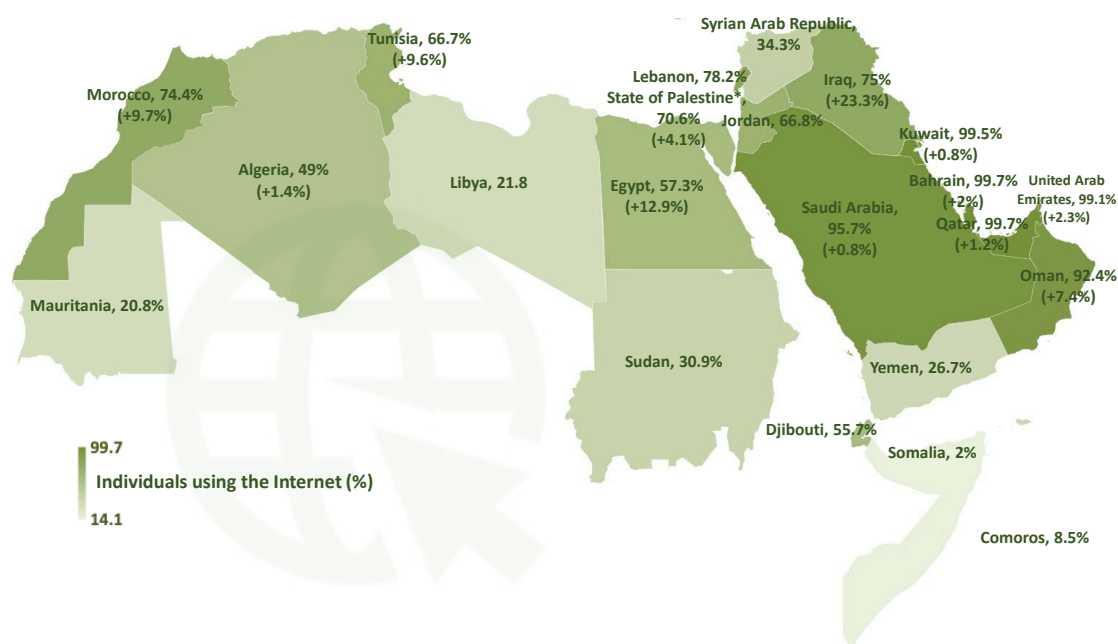 Syrian Arab Republic,
34.3%
Tunisia, 66.7%
(+9.6%)
Lebanon, 78.2%
State of Palestine*,
70.6%
(+4.1%)
Iraq, 75%
(+23.3%)
Morocco, 74.4%
(+9.7%)
Jordan, 66.8%
Kuwait, 99.5%
(+0.8%)
Algeria, 49%
(+1.4%)
Libya, 21.8
Egypt, 57.3%
(+12.9%)
Bahrain, 99.7%
(+2%)
United Arab
Emirates, 99.1%
(+2.3%)
Saudi Arabia,
95.7%
(+0.8%)
Qatar, 99.7%
(+1.2%)
Oman, 92.4%
(+7.4%)
Mauritania, 20.8%
Sudan, 30.9%
Yemen, 26.7%
Djibouti, 55.7%
Somalia, 2%
99.7
Individuals using the Internet (%)
14.1
Comoros, 8.5%